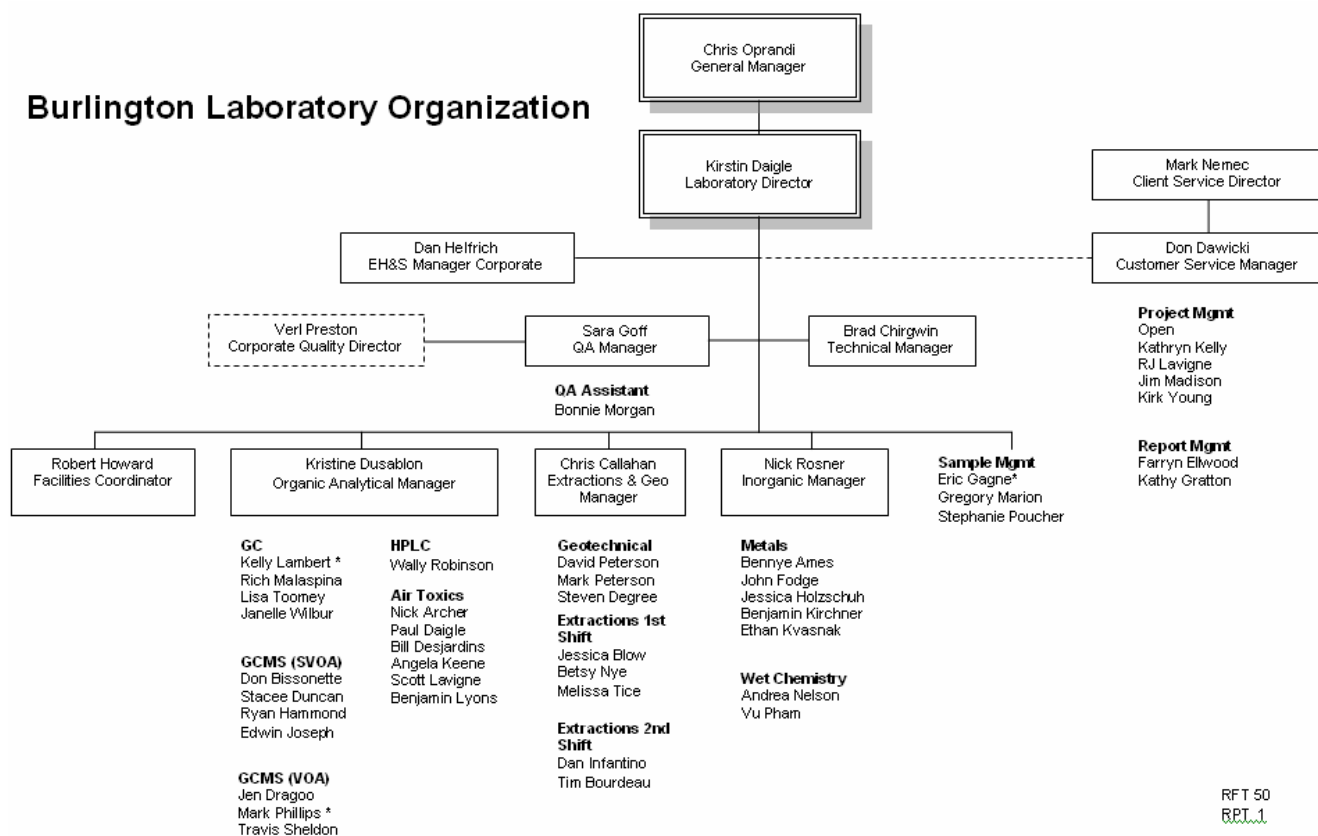 Burlington Laboratory Organization
Chris Oprandi
General Manager
Kirstin Daigle
Laboratory Director
Mark Nemec
Client Service Director
Dan Helfrich
EH&S Manager Corporate
Don Dawicki
Customer Service Manager
Verl Preston
Corporate Quality Director
Sara Goff
QA Manager
Brad Chirgwin
Technical Manager
QA Assistant
Bonnie Morgan
Project Mgmt
Open
Kathryn Kelly
RJ Lavigne
Jim Madison
Kirk Young
Report Mgmt
Farryn Ellwood
Kathy Gratton
Robert Howard
Facilities Coordinator
Kristine Dusablon
Organic Analytical Manager
Chris Callahan
Extractions & Geo
Manager
Nick Rosner
Inorganic Manager
Sample Mgmt
Eric Gagne*
Gregory Marion
Stephanie Poucher
GC
Kelly Lambert *
Rich Malaspina
Lisa Toomey
Janelle Wilbur
GCMS (SVOA)
Don Bissonette
Stacee Duncan
Ryan Hammond
Edwin Joseph
GCMS (VOA)
Jen Dragoo
Mark Phillips *
Travis Sheldon
HPLC
Wally Robinson
Air Toxics
Nick Archer
Paul Daigle
Bill Desjardins
Angela Keene
Scott Lavigne
Benjamin Lyons
Geotechnical
David Peterson
Mark Peterson
Steven Degree
Extractions 1st
Shift
Jessica Blow
Betsy Nye
Melissa Tice
Extractions 2nd
Shift
Dan Infantino
Tim Bourdeau
Metals
Bennye Ames
John Fodge
Jessica Holzschuh
Benjamin Kirchner
Ethan Kvasnak
Wet Chemistry
Andrea Nelson
Vu Pham
RFT 50
RPT 1